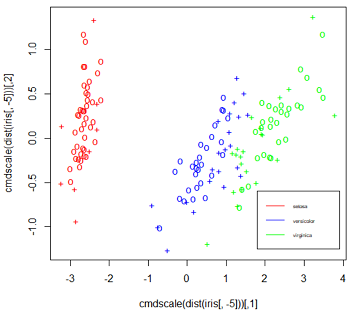 cmdscale(dist(iris[, -5]))[,2]
1.0
0.5
0.0
-0.5
-1.0
setosa
versicolor
virginica
-3
-2
-1
0
1
2
3
4
cmdscale(dist(iris[, -5]))[,1]